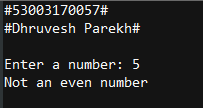 #53003170057#
#Dhruvesh Parekh#
Enter a number: 5
Not an even number